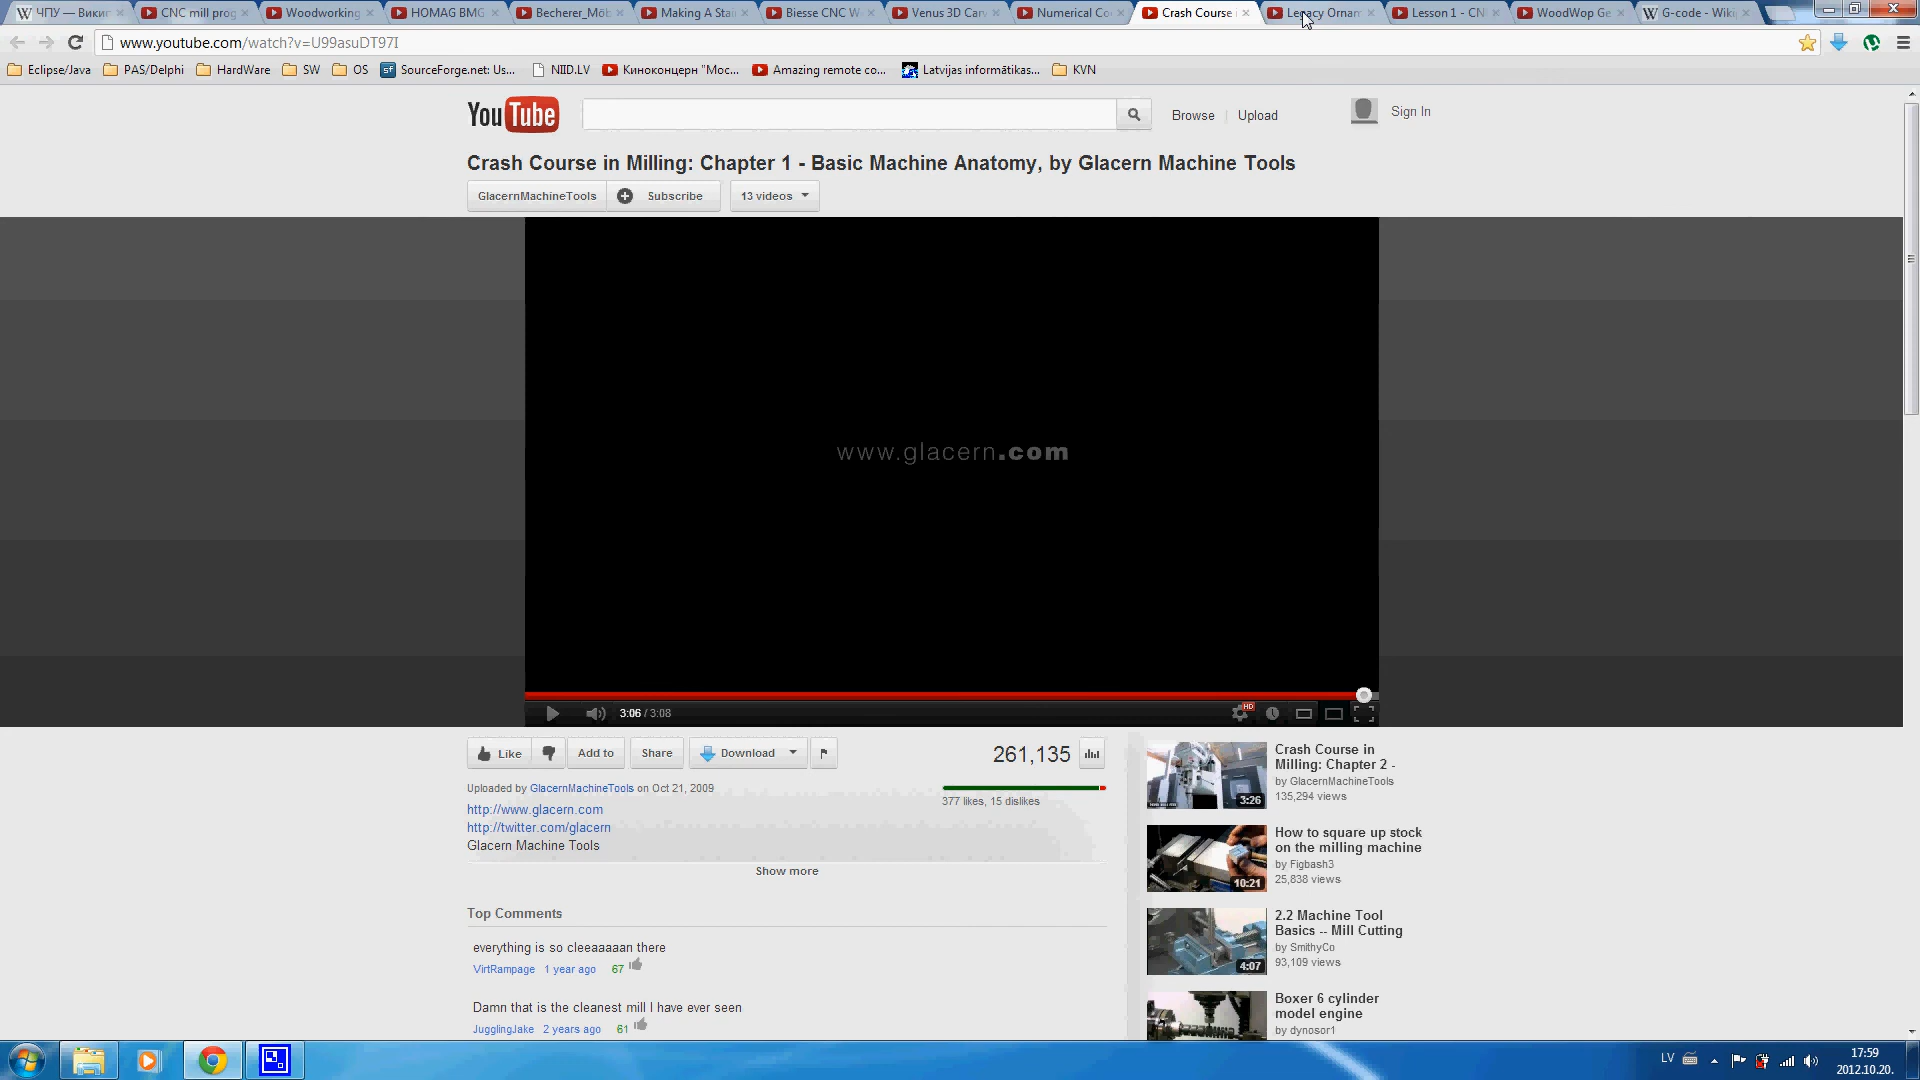 ЧПУ — Вики
CNC mill prog
Woodworking
HOMAG BMG
Becherer_Möb
Making A Stai
Biesse CNC W
Venus 3D Carv
Numerical Co
Crash Course i
Legacy Ornam
Lesson 1 - CN
WoodWop Ge
G-code - Wiki
www.youtube.com/watch?v=U99asuDT97I
Eclipse/Java PAS/Delphi HardWare SW OS SourceForge.net: Us... NIID.LV Киноконцерн "Мос... Amazing remote co... Latvijas informātikas... KVN
YouTube Browse Upload Sign In
Crash Course in Milling: Chapter 1 - Basic Machine Anatomy, by Glacern Machine Tools
GlacernMachineTools Subscribe 13 videos
www.glacern.com
3:06 / 3:08 HD
Like Add to Share Download 261,135
Uploaded by GlacernMachineTools on Oct 21, 2009
377 likes, 15 dislikes
http://www.glacern.com
http://twitter.com/glacern
Glacern Machine Tools
Show more
Top Comments
everything is so cleeaaaaan there
VirtRampage 1 year ago 67
Damn that is the cleanest mill I have ever seen
JugglingJake 2 years ago 61
Crash Course in
Milling: Chapter 2 -
by GlacernMachineTools
135,294 views
3:26
How to square up stock
on the milling machine
by Figbash3
25,838 views
10:21
2.2 Machine Tool
Basics -- Mill Cutting
by SmithyCo
93,109 views
4:07
Boxer 6 cylinder
model engine
by dynosor1
LV
17:59
2012.10.20.